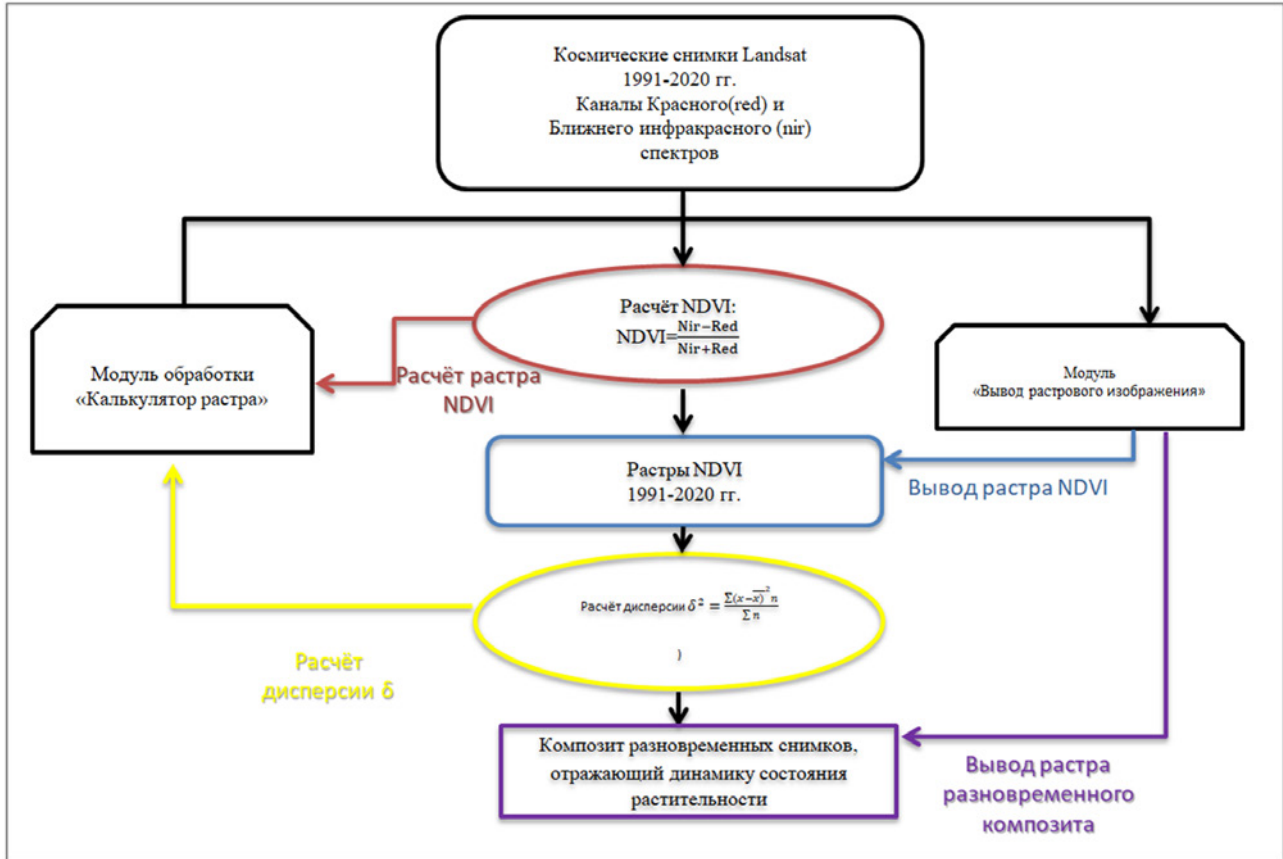 Космические снимки Landsat
1991-2020 гг.
Каналы Красного(red) и
Ближнего инфракрасного (nir)
спектров
Расчёт NDVI:
NDVI=(Nir−Red)/(Nir+Red)
Модуль обработки
«Калькулятор растра»
Расчёт растра
NDVI
Модуль
«Вывод растрового изображения»
Растры NDVI
1991-2020 гг.
Вывод растра NDVI
Расчёт дисперсии δ² = Σ(x−x̅)² n / Σ n
)
Расчёт
дисперсии δ
Композит разновременных снимков,
отражающий динамику состояния
растительности
Вывод растра
разновременного
композита